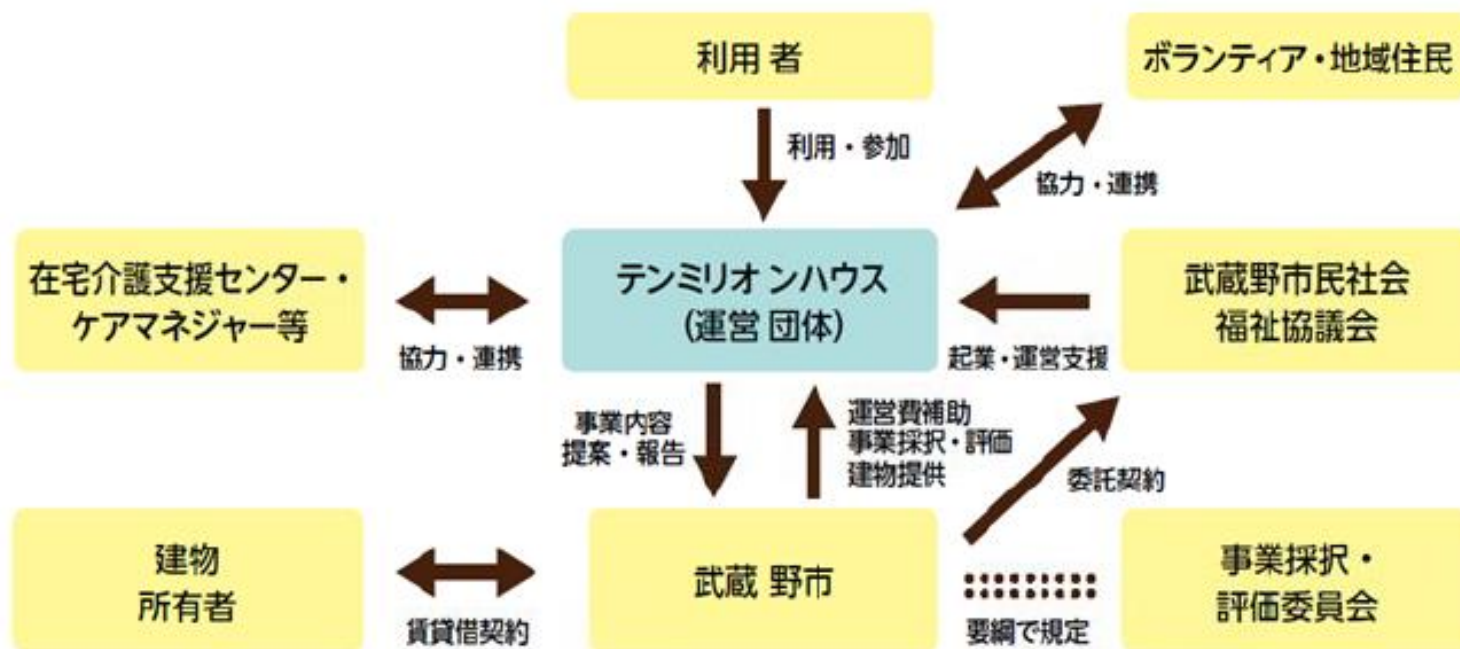 利用者
ボランティア・地域住民
利用・参加
協力・連携
在宅介護支援センター・
ケアマネジャー等
協力・連携
テンミリオンハウス
(運営団体)
武蔵野市民社会
福祉協議会
起業・運営支援
事業内容
提案・報告
運営費補助
事業採択・評価
建物提供
委託契約
建物
所有者
賃貸借契約
武蔵野市
要綱で規定
事業採択・
評価委員会